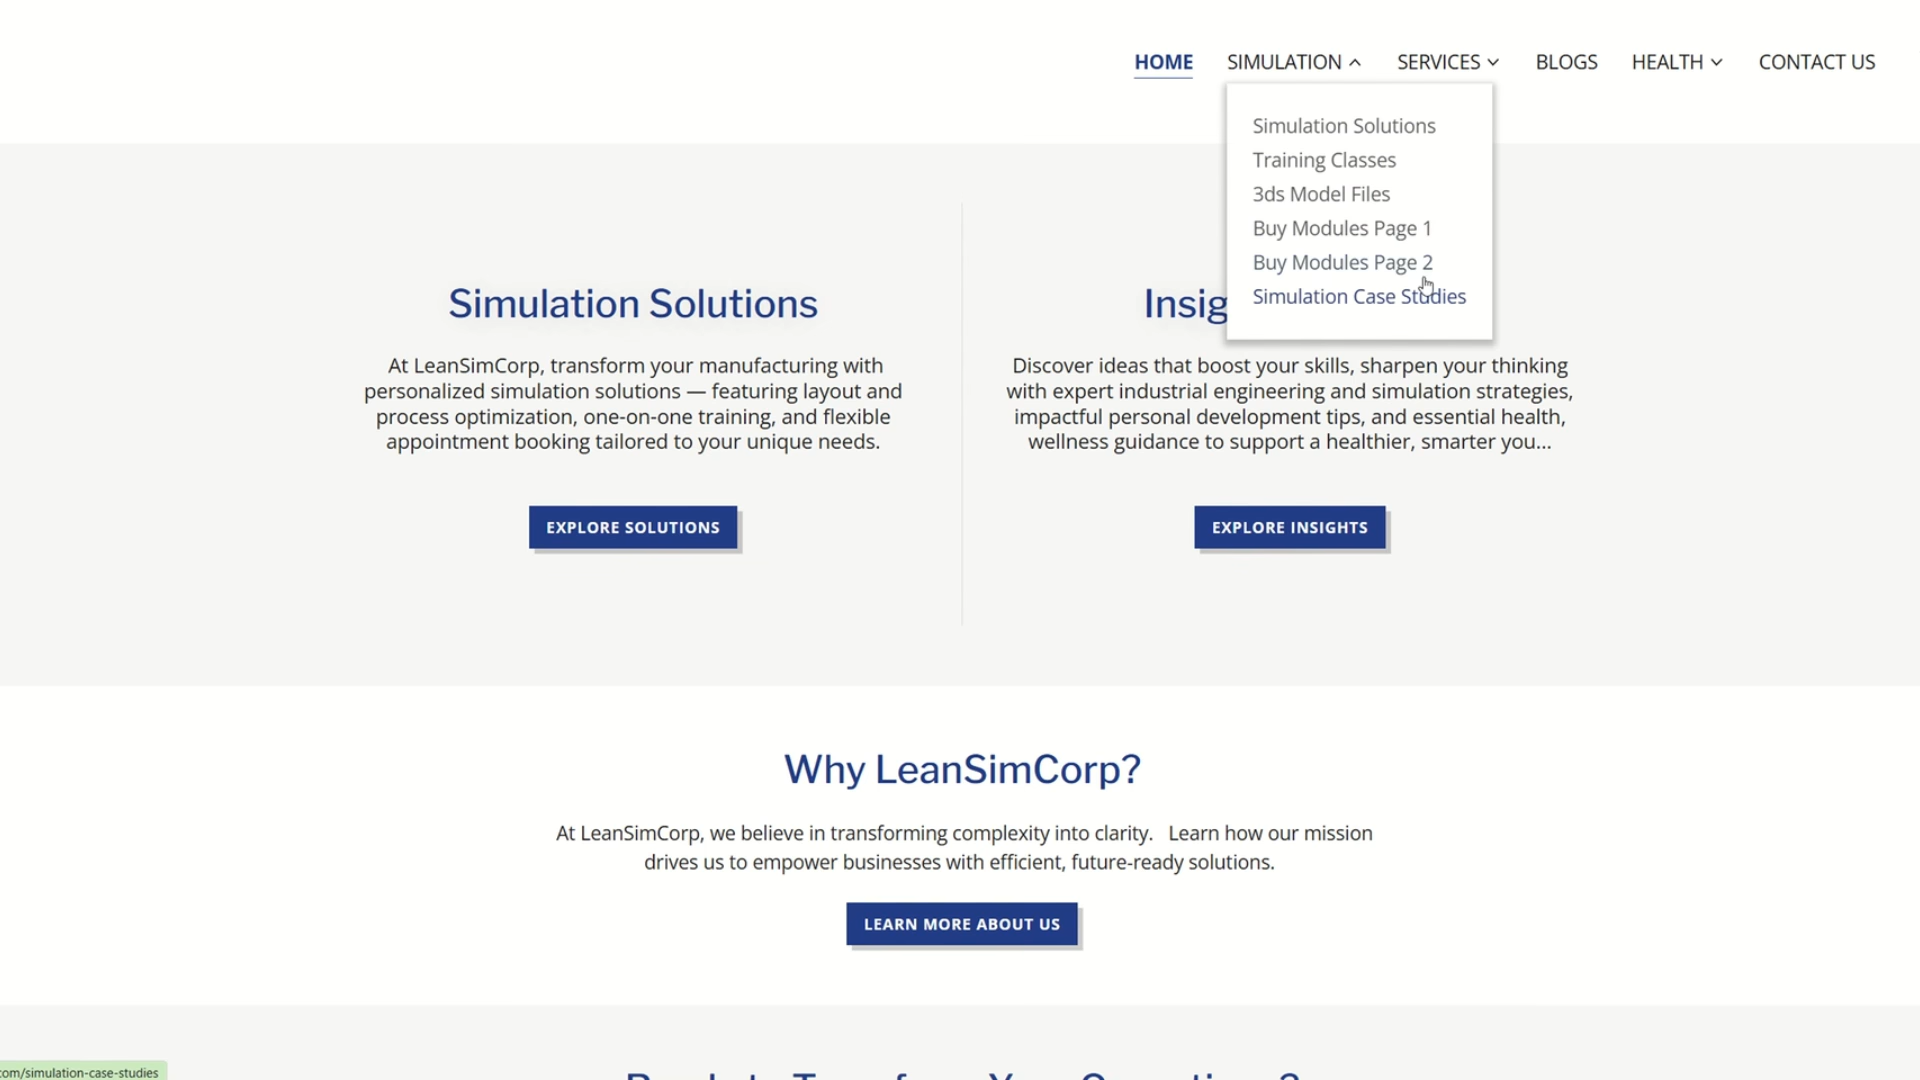 HOME SIMULATION SERVICES BLOGS HEALTH CONTACT US
Simulation Solutions
Training Classes
3ds Model Files
Buy Modules Page 1
Buy Modules Page 2
Simulation Case Studies
Simulation Solutions
At LeanSimCorp, transform your manufacturing with
personalized simulation solutions — featuring layout and
process optimization, one-on-one training, and flexible
appointment booking tailored to your unique needs.
EXPLORE SOLUTIONS
Insig
Discover ideas that boost your skills, sharpen your thinking
with expert industrial engineering and simulation strategies,
impactful personal development tips, and essential health,
wellness guidance to support a healthier, smarter you...
EXPLORE INSIGHTS
Why LeanSimCorp?
At LeanSimCorp, we believe in transforming complexity into clarity. Learn how our mission
drives us to empower businesses with efficient, future-ready solutions.
LEARN MORE ABOUT US
com/simulation-case-studies